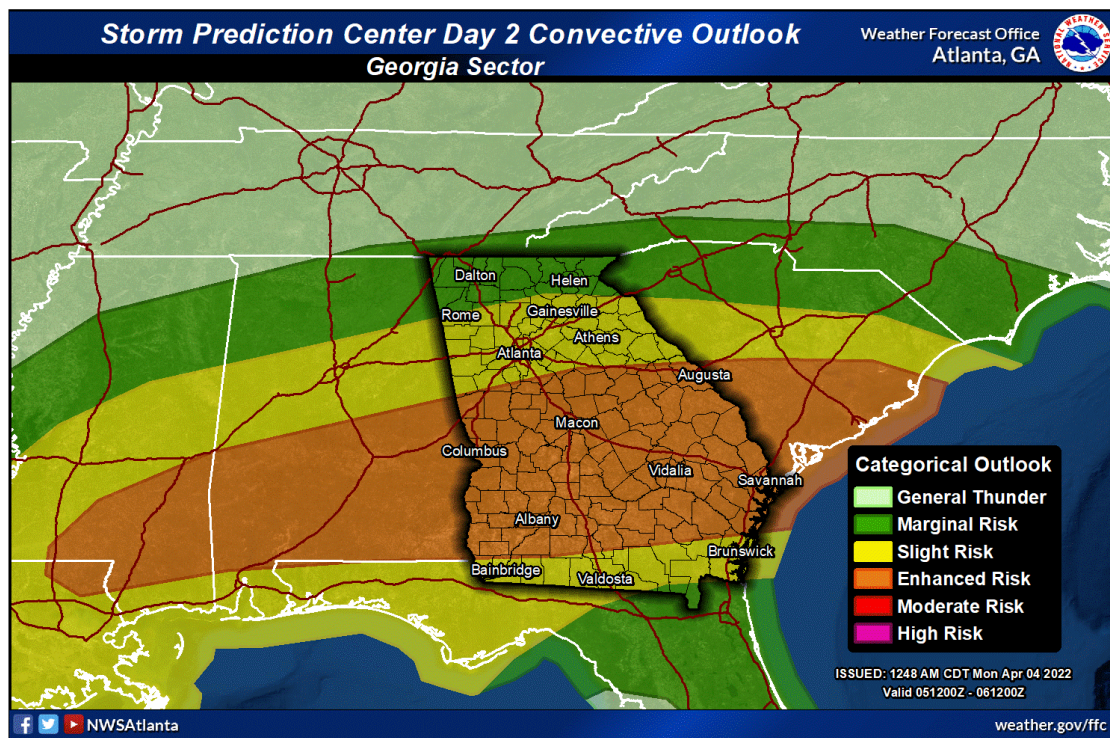 Storm Prediction Center Day 2 Convective Outlook
Georgia Sector
Weather Forecast Office
Atlanta, GA
NATIONAL WEATHER SERVICE
Dalton
Helen
Rome
Gainesville
Athens
Atlanta
Augusta
Macon
Columbus
Vidalia
Savannah
Albany
Brunswick
Bainbridge
Valdosta
Categorical Outlook
General Thunder
Marginal Risk
Slight Risk
Enhanced Risk
Moderate Risk
High Risk
ISSUED: 1248 AM CDT Mon Apr 04 2022
Valid 051200Z - 061200Z
NWSAtlanta
weather.gov/ffc